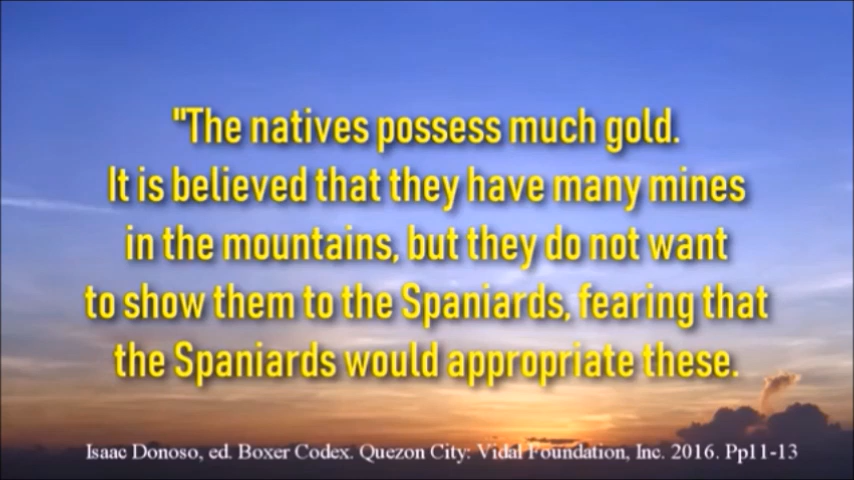 "The natives possess much gold.
It is believed that they have many mines
in the mountains, but they do not want
to show them to the Spaniards, fearing that
the Spaniards would appropriate these.
Isaac Donoso, ed. Boxer Codex. Quezon City: Vidal Foundation, Inc. 2016. Pp11-13